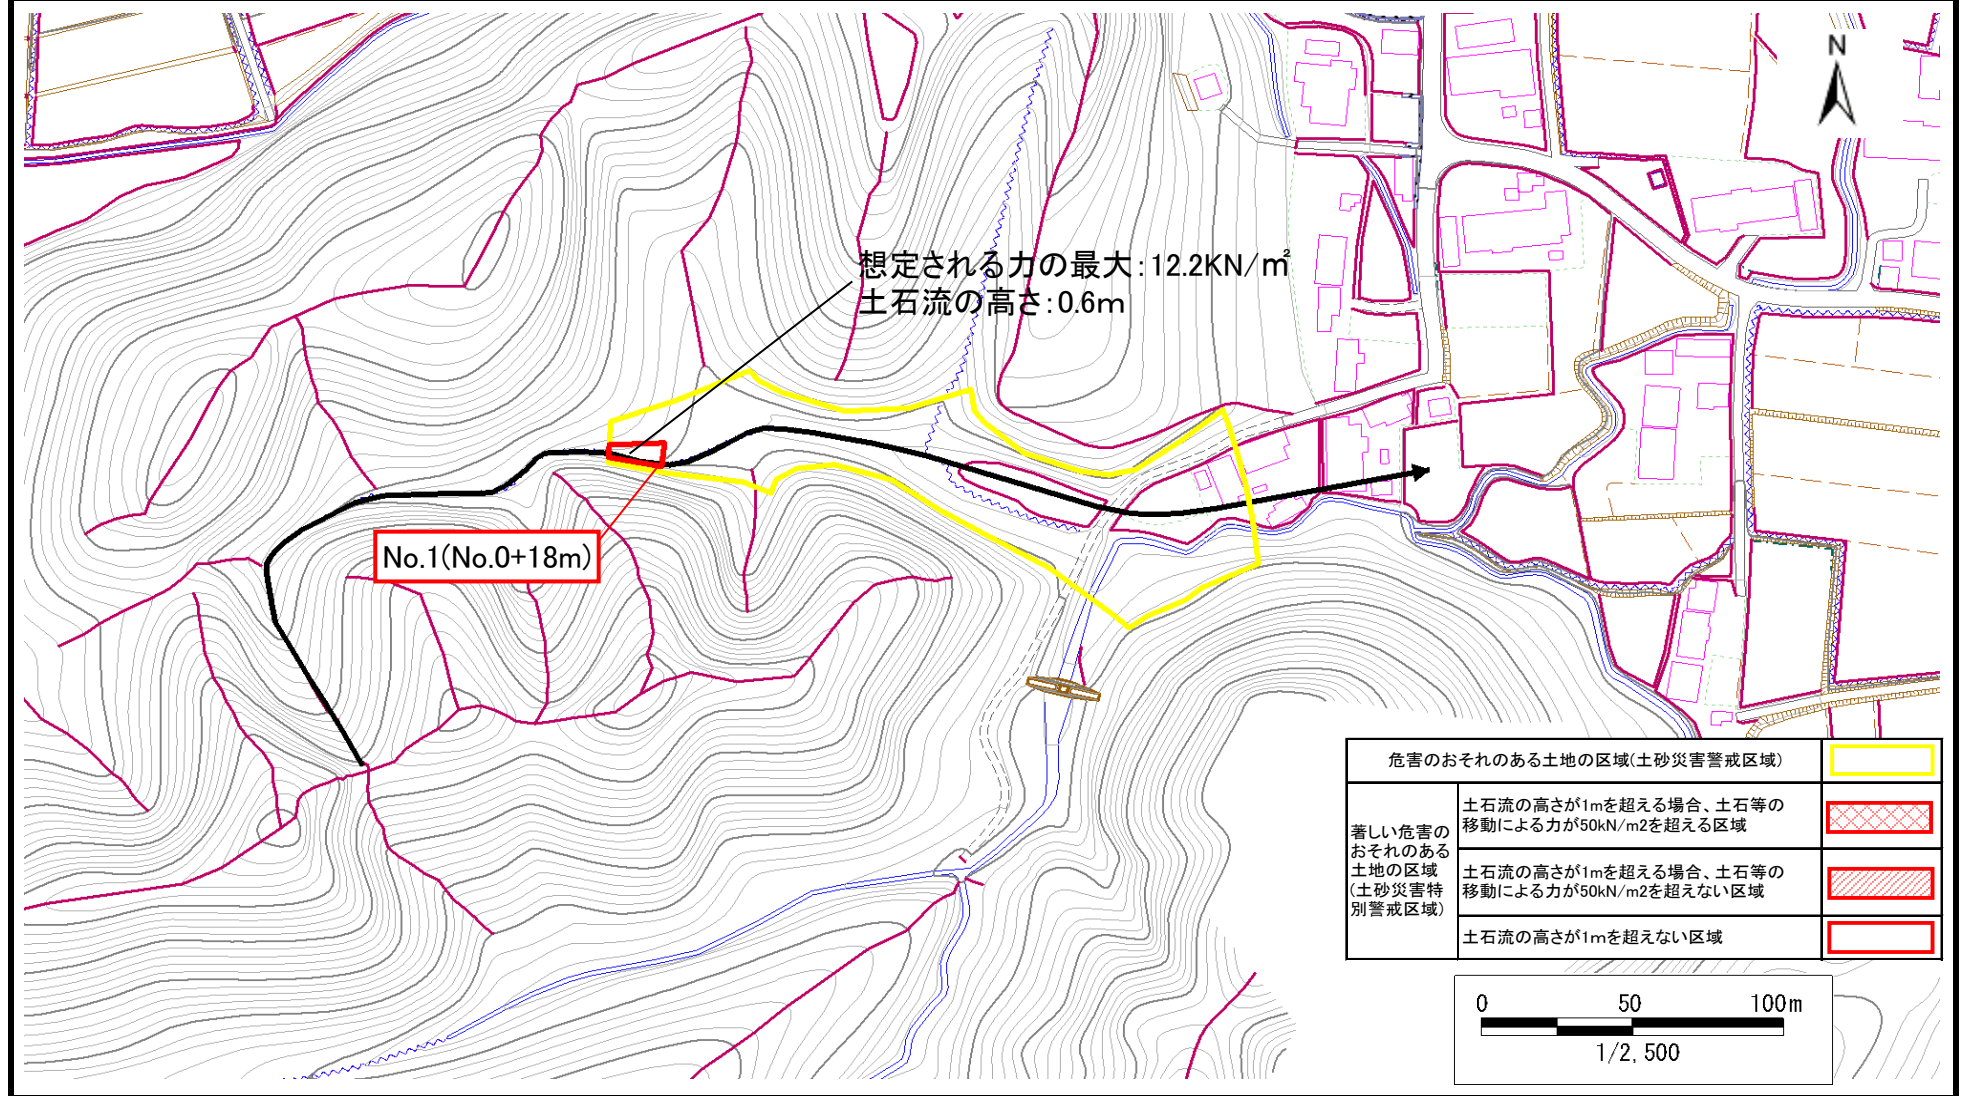 N
想定される力の最大:12.2KN/㎡
土石流の高さ:0.6m
No.1(No.0+18m)
危害のおそれのある土地の区域(土砂災害警戒区域)
著しい危害の
おそれのある
土地の区域
(土砂災害特
別警戒区域)
土石流の高さが1mを超える場合、土石等の
移動による力が50kN/m2を超える区域
土石流の高さが1mを超える場合、土石等の
移動による力が50kN/m2を超えない区域
土石流の高さが1mを超えない区域
0 50 100m
1/2,500